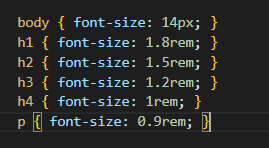 body { font-size: 14px; }
h1 { font-size: 1.8rem; }
h2 { font-size: 1.5rem; }
h3 { font-size: 1.2rem; }
h4 { font-size: 1rem; }
p { font-size: 0.9rem; }